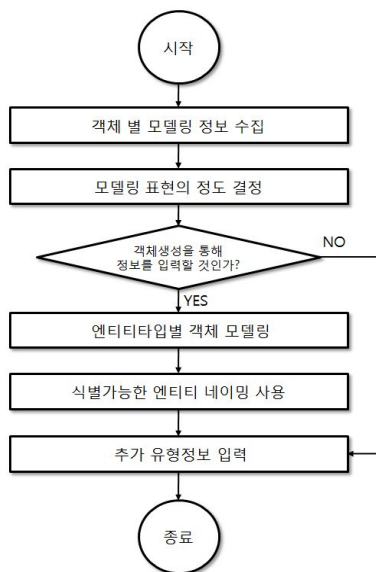 시작
객체 별 모델링 정보 수집
모델링 표현의 정도 결정
객체생성을 통해
정보를 입력할 것인가?
NO
YES
엔티티타입별 객체 모델링
식별가능한 엔티티 네이밍 사용
추가 유형정보 입력
종료